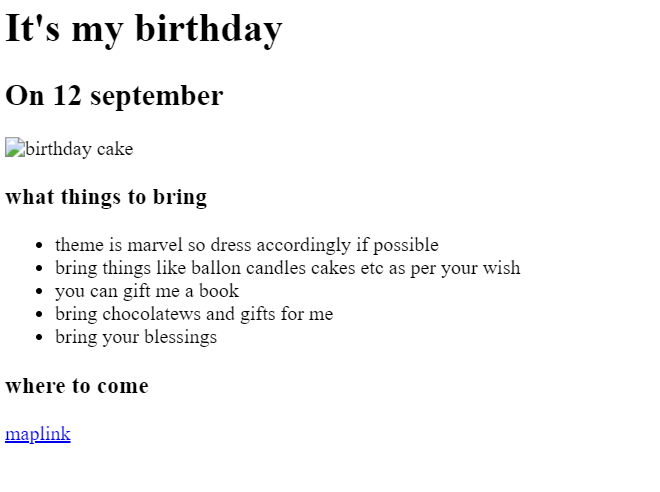 It's my birthday
On 12 september
birthday cake
what things to bring
theme is marvel so dress accordingly if possible
bring things like ballon candles cakes etc as per your wish
you can gift me a book
bring chocolatews and gifts for me
bring your blessings
where to come
maplink